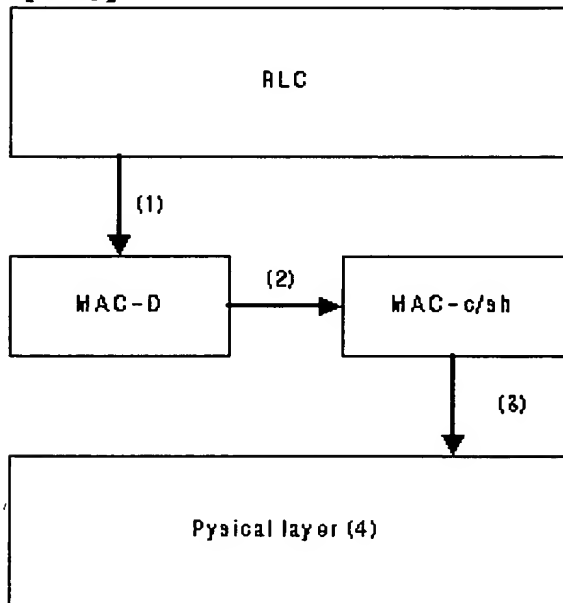 RLC
(1)
MAC-D
(2)
MAC-c/sh
(3)
Pysical layer (4)